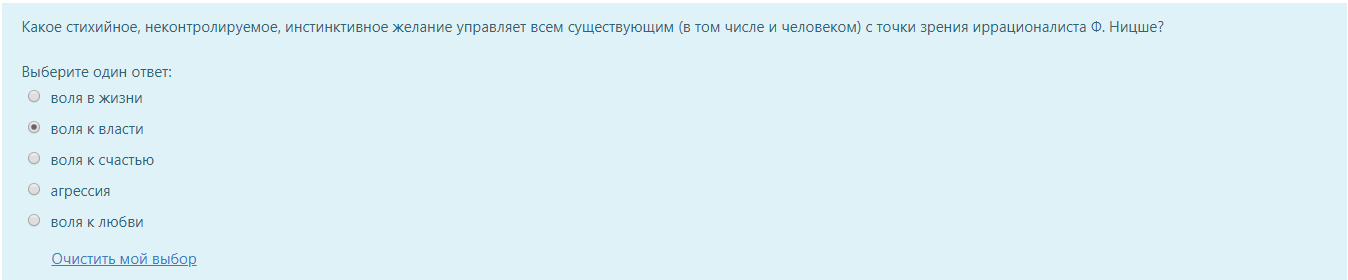 Какое стихийное, неконтролируемое, инстинктивное желание управляет всем существующим (в том числе и человеком) с точки зрения иррационалиста Ф. Ницше?
Выберите один ответ:
воля в жизни
воля к власти
воля к счастью
агрессия
воля к любви
Очистить мой выбор